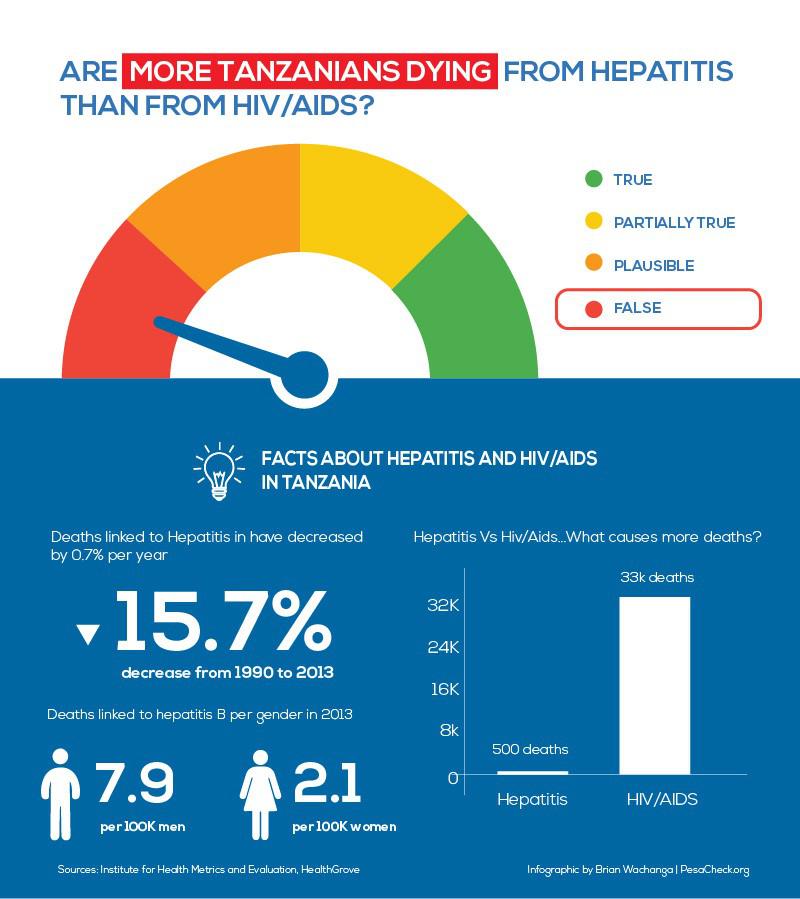 ARE MORE TANZANIANS DYING FROM HEPATITIS
THAN FROM HIV/AIDS?
TRUE
PARTIALLY TRUE
PLAUSIBLE
FALSE
FACTS ABOUT HEPATITIS AND HIV/AIDS
IN TANZANIA
Deaths linked to Hepatitis in have decreased
by 0.7% per year
15.7%
decrease from 1990 to 2013
Deaths linked to hepatitis B per gender in 2013
7.9
per 100K men
2.1
per 100K women
Hepatitis Vs Hiv/Aids...What causes more deaths?
33k deaths
32K
24K
16K
8k
500 deaths
0
Hepatitis
HIV/AIDS
Sources: Institute for Health Metrics and Evaluation, HealthGrove
Infographic by Brian Wachanga | PesaCheck.org